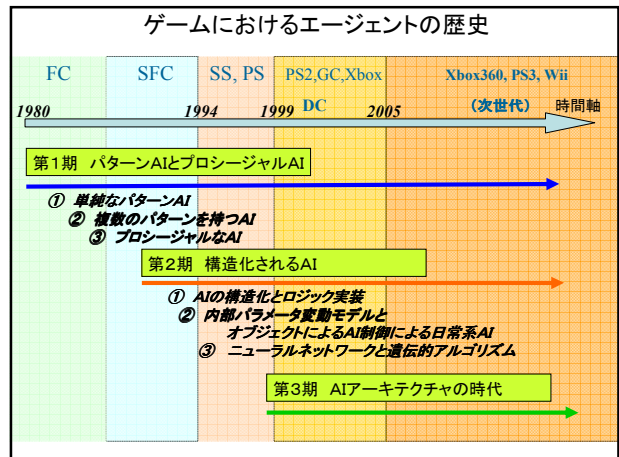 ゲームにおけるエージェントの歴史
FC SFC SS, PS PS2,GC,Xbox Xbox360, PS3, Wii
DC (次世代)
1980 1994 1999 2005 時間軸
第1期 パターンAIとプロシージャルAI
① 単純なパターンAI
② 複数のパターンを持つAI
③ プロシージャルなAI
第2期 構造化されるAI
① AIの構造化とロジック実装
② 内部パラメータ変動モデルと
オブジェクトによるAI制御による日常系AI
③ ニューラルネットワークと遺伝的アルゴリズム
第3期 AIアーキテクチャの時代